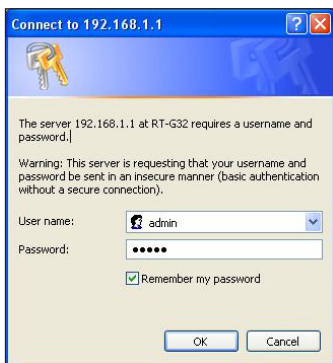 Connect to 192.168.1.1
The server 192.168.1.1 at RT-G32 requires a username and
password.
Warning: This server is requesting that your username and
password be sent in an insecure manner (basic authentication
without a secure connection).
User name:
admin
Password:
•••••
Remember my password
OK
Cancel